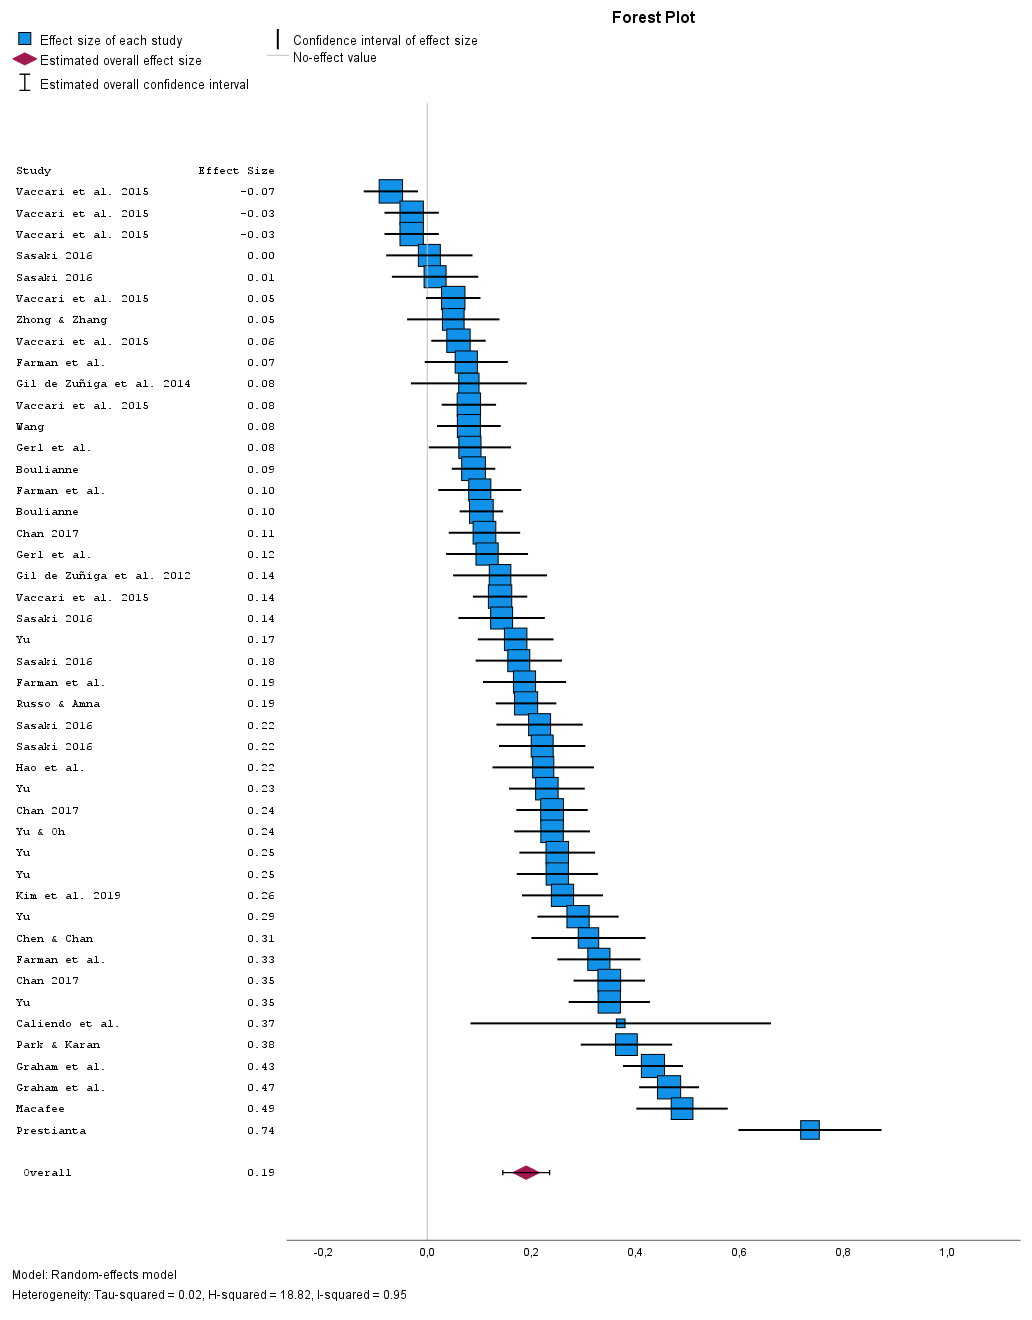 Forest Plot
Effect size of each study
Estimated overall effect size
Estimated overall confidence interval
Confidence interval of effect size
No-effect value
Study Effect Size
Vaccari et al. 2015 -0.07
Vaccari et al. 2015 -0.03
Vaccari et al. 2015 -0.03
Sasaki 2016 0.00
Sasaki 2016 0.01
Vaccari et al. 2015 0.05
Zhong & Zhang 0.05
Vaccari et al. 2015 0.06
Farman et al. 0.07
Gil de Zuñiga et al. 2014 0.08
Vaccari et al. 2015 0.08
Wang 0.08
Gerl et al. 0.08
Boulianne 0.09
Farman et al. 0.10
Boulianne 0.10
Chan 2017 0.11
Gerl et al. 0.12
Gil de Zuñiga et al. 2012 0.14
Vaccari et al. 2015 0.14
Sasaki 2016 0.14
Yu 0.17
Sasaki 2016 0.18
Farman et al. 0.19
Russo & Amna 0.19
Sasaki 2016 0.22
Sasaki 2016 0.22
Hao et al. 0.22
Yu 0.23
Chan 2017 0.24
Yu & Oh 0.24
Yu 0.25
Yu 0.25
Kim et al. 2019 0.26
Yu 0.29
Chen & Chan 0.31
Farman et al. 0.33
Chan 2017 0.35
Yu 0.35
Caliendo et al. 0.37
Park & Karan 0.38
Graham et al. 0.43
Graham et al. 0.47
Macafee 0.49
Prestianta 0.74
Overall 0.19
-0,2 0,0 0,2 0,4 0,6 0,8 1,0
Model: Random-effects model
Heterogeneity: Tau-squared = 0.02, H-squared = 18.82, I-squared = 0.95